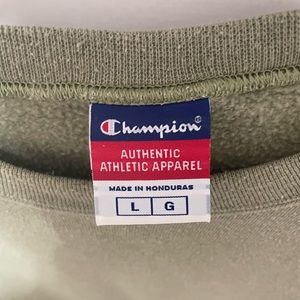 Champion®
AUTHENTIC
ATHLETIC APPAREL
MADE IN HONDURAS
L G